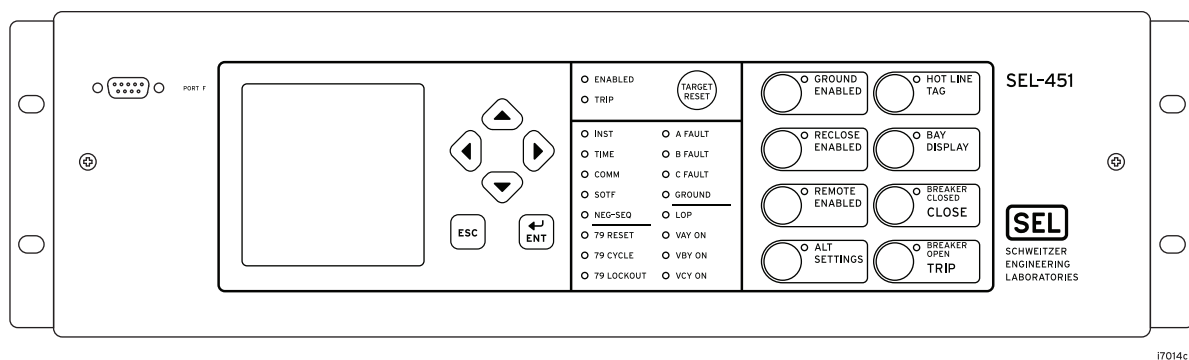 PORT F
ESC
ENT
ENABLED
TRIP
TARGET
RESET
INST
TIME
COMM
SOTF
NEG-SEQ
79 RESET
79 CYCLE
79 LOCKOUT
A FAULT
B FAULT
C FAULT
GROUND
LOP
VAY ON
VBY ON
VCY ON
GROUND
ENABLED
RECLOSE
ENABLED
REMOTE
ENABLED
ALT
SETTINGS
HOT LINE
TAG
BAY
DISPLAY
BREAKER
CLOSED
CLOSE
BREAKER
OPEN
TRIP
SEL-451
SEL
SCHWEITZER
ENGINEERING
LABORATORIES
i7014c